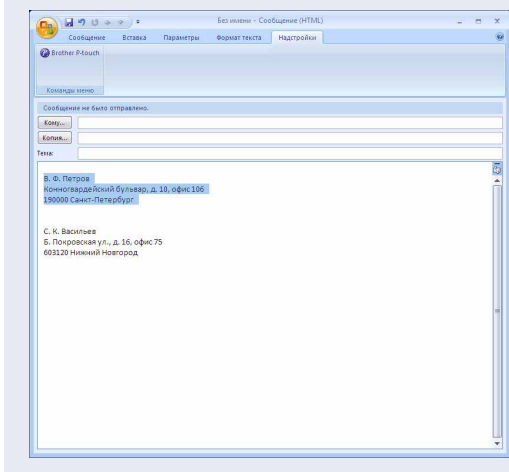 Без имени - Сообщение (HTML)
Сообщение Вставка Параметры Формат текста Надстройки
Brother P-touch
Команды меню
Сообщение не было отправлено.
Кому...
Копия...
Тема:
В. Ф. Петров
Конногвардейский бульвар, д. 10, офис 106
190000 Санкт-Петербург
С. К. Васильев
Б. Покровская ул., д. 16, офис 75
603120 Нижний Новгород